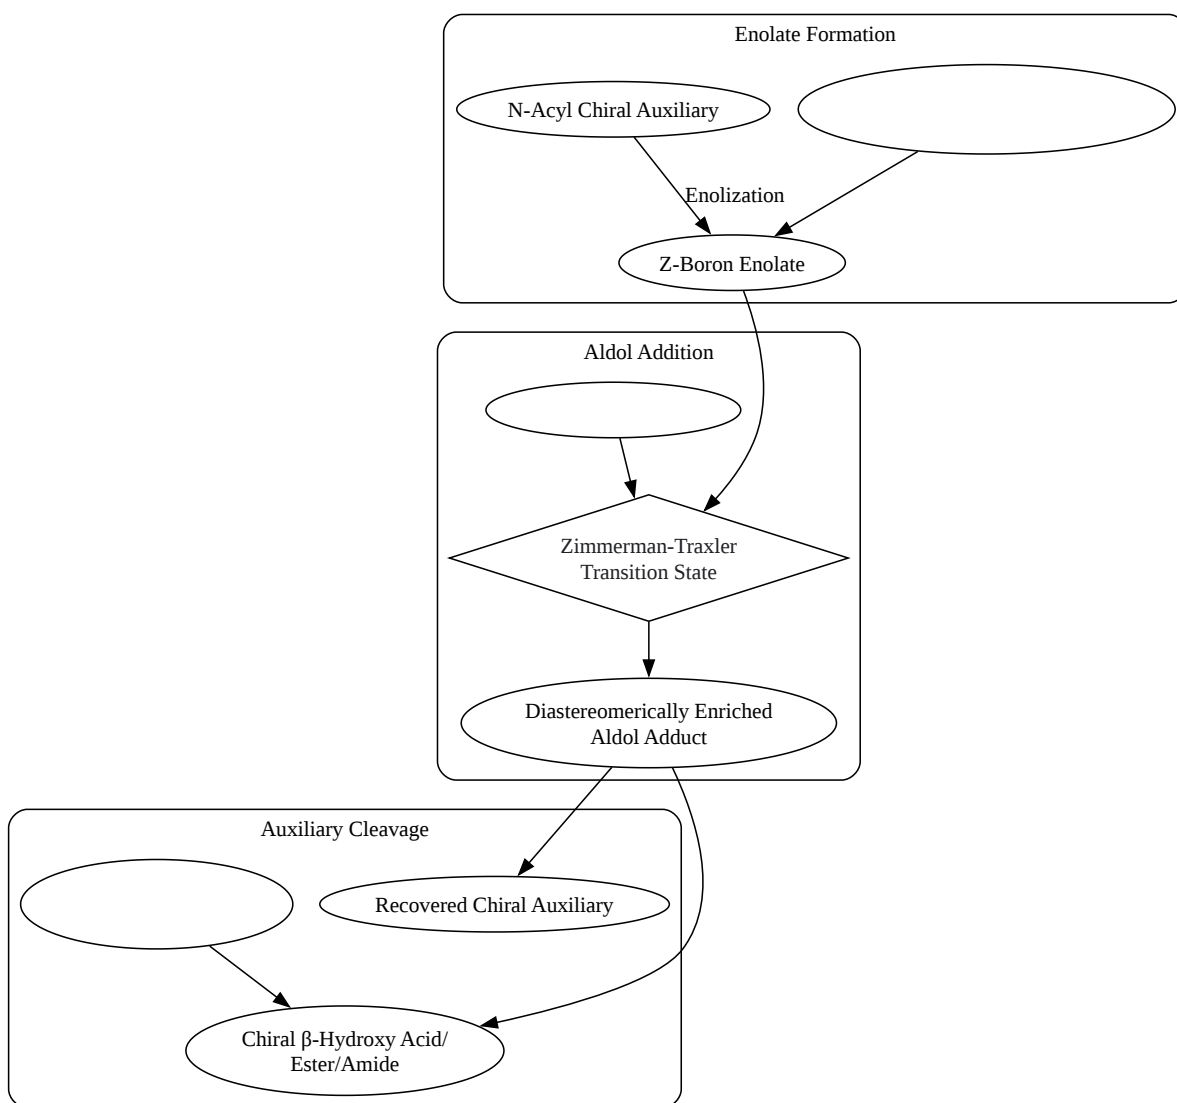 Enolate Formation
N-Acyl Chiral Auxiliary
Enolization
Z-Boron Enolate
Aldol Addition
Zimmerman-Traxler
Transition State
Diastereomerically Enriched
Aldol Adduct
Auxiliary Cleavage
Recovered Chiral Auxiliary
Chiral β-Hydroxy Acid/
Ester/Amide